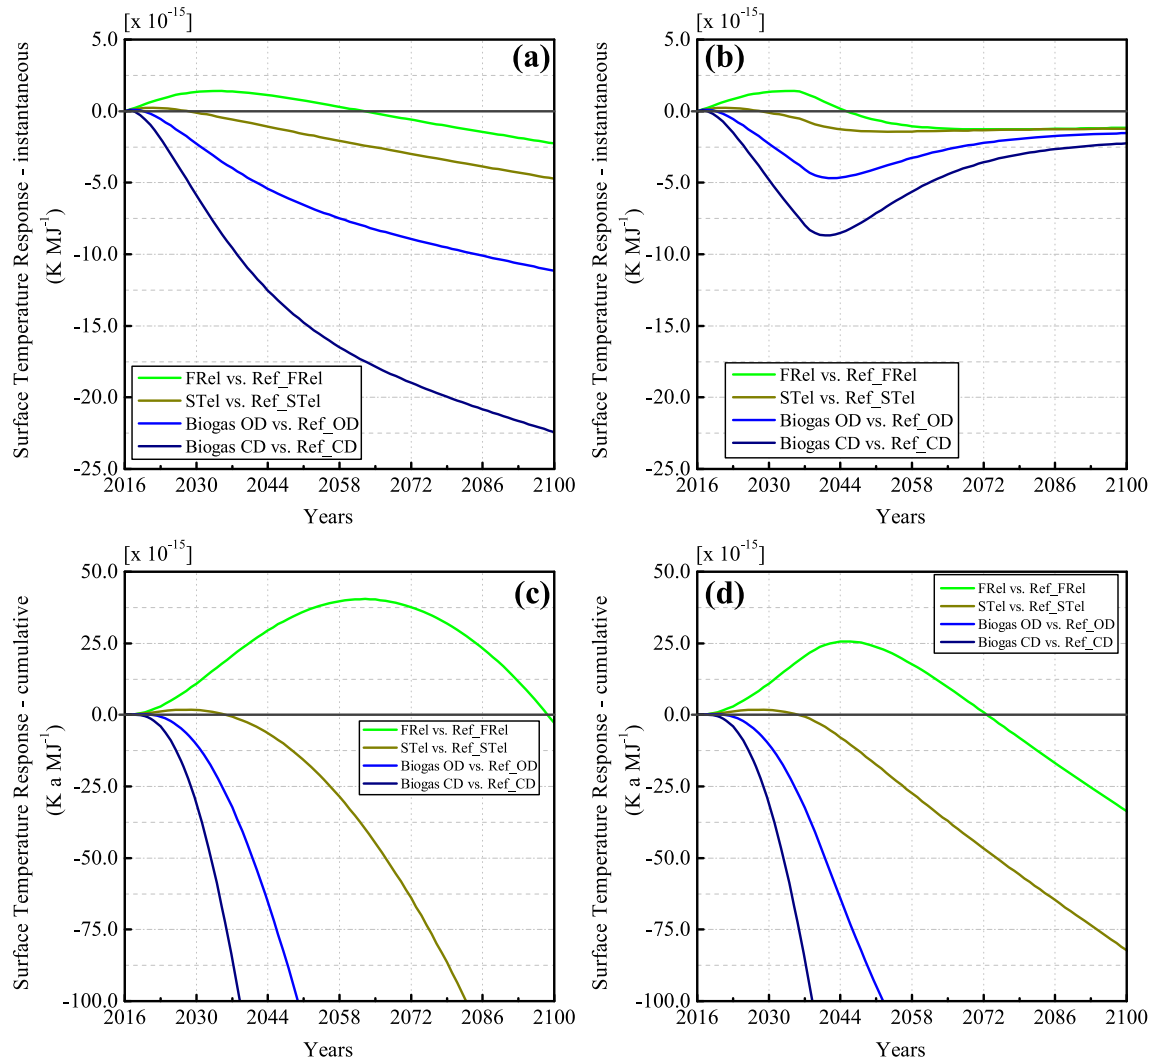 [x 10-15]
(a)
Surface Temperature Response - instantaneous
(K MJ-1)
5.0
0.0
-5.0
-10.0
-15.0
-20.0
-25.0
FRel vs. Ref_FRel
STel vs. Ref_STel
Biogas OD vs. Ref_OD
Biogas CD vs. Ref_CD
2016 2030 2044 2058 2072 2086 2100
Years
[x 10-15]
(b)
Surface Temperature Response - instantaneous
(K MJ-1)
5.0
0.0
-5.0
-10.0
-15.0
-20.0
-25.0
FRel vs. Ref_FRel
STel vs. Ref_STel
Biogas OD vs. Ref_OD
Biogas CD vs. Ref_CD
2016 2030 2044 2058 2072 2086 2100
Years
[x 10-15]
(c)
Surface Temperature Response - cumulative
(K a MJ-1)
50.0
25.0
0.0
-25.0
-50.0
-75.0
-100.0
FRel vs. Ref_FRel
STel vs. Ref_STel
Biogas OD vs. Ref_OD
Biogas CD vs. Ref_CD
2016 2030 2044 2058 2072 2086 2100
Years
[x 10-15]
(d)
Surface Temperature Response - cumulative
(K a MJ-1)
50.0
25.0
0.0
-25.0
-50.0
-75.0
-100.0
FRel vs. Ref_FRel
STel vs. Ref_STel
Biogas OD vs. Ref_OD
Biogas CD vs. Ref_CD
2016 2030 2044 2058 2072 2086 2100
Years